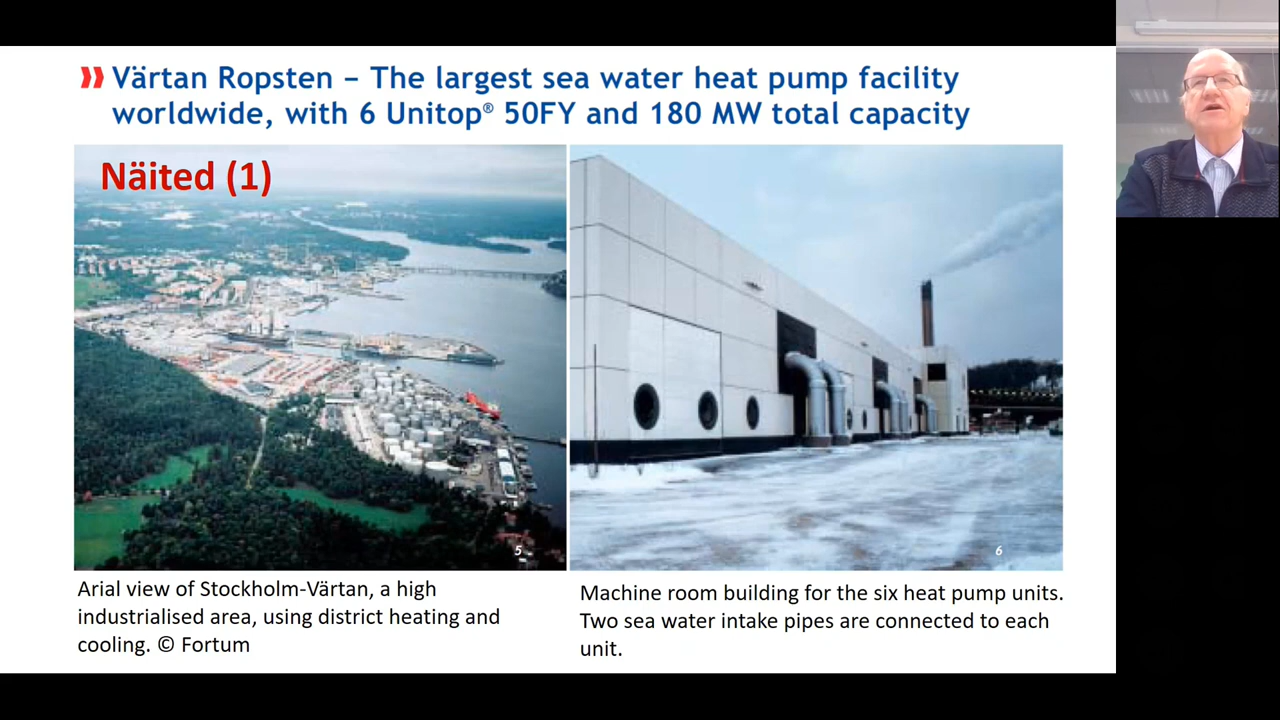 Värtan Ropsten – The largest sea water heat pump facility
worldwide, with 6 Unitop® 50FY and 180 MW total capacity
Näited (1)
5
6
Arial view of Stockholm-Värtan, a high
industrialised area, using district heating and
cooling. © Fortum
Machine room building for the six heat pump units.
Two sea water intake pipes are connected to each
unit.